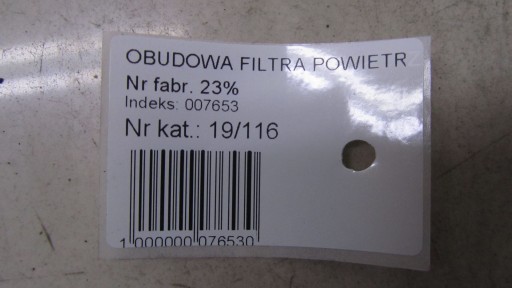 OBUDOWA FILTRA POWIETR
Nr fabr. 23%
Indeks: 007653
Nr kat.: 19/116
1 000000 076530